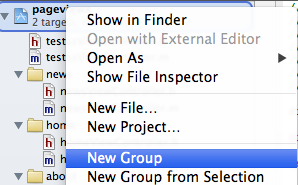 pagevi
2 target
Show in Finder
Open with External Editor
test
Open As
test
Show File Inspector
new
h n
New File...
m n
New Project...
hom
h h
New Group
m h
New Group from Selection
abo